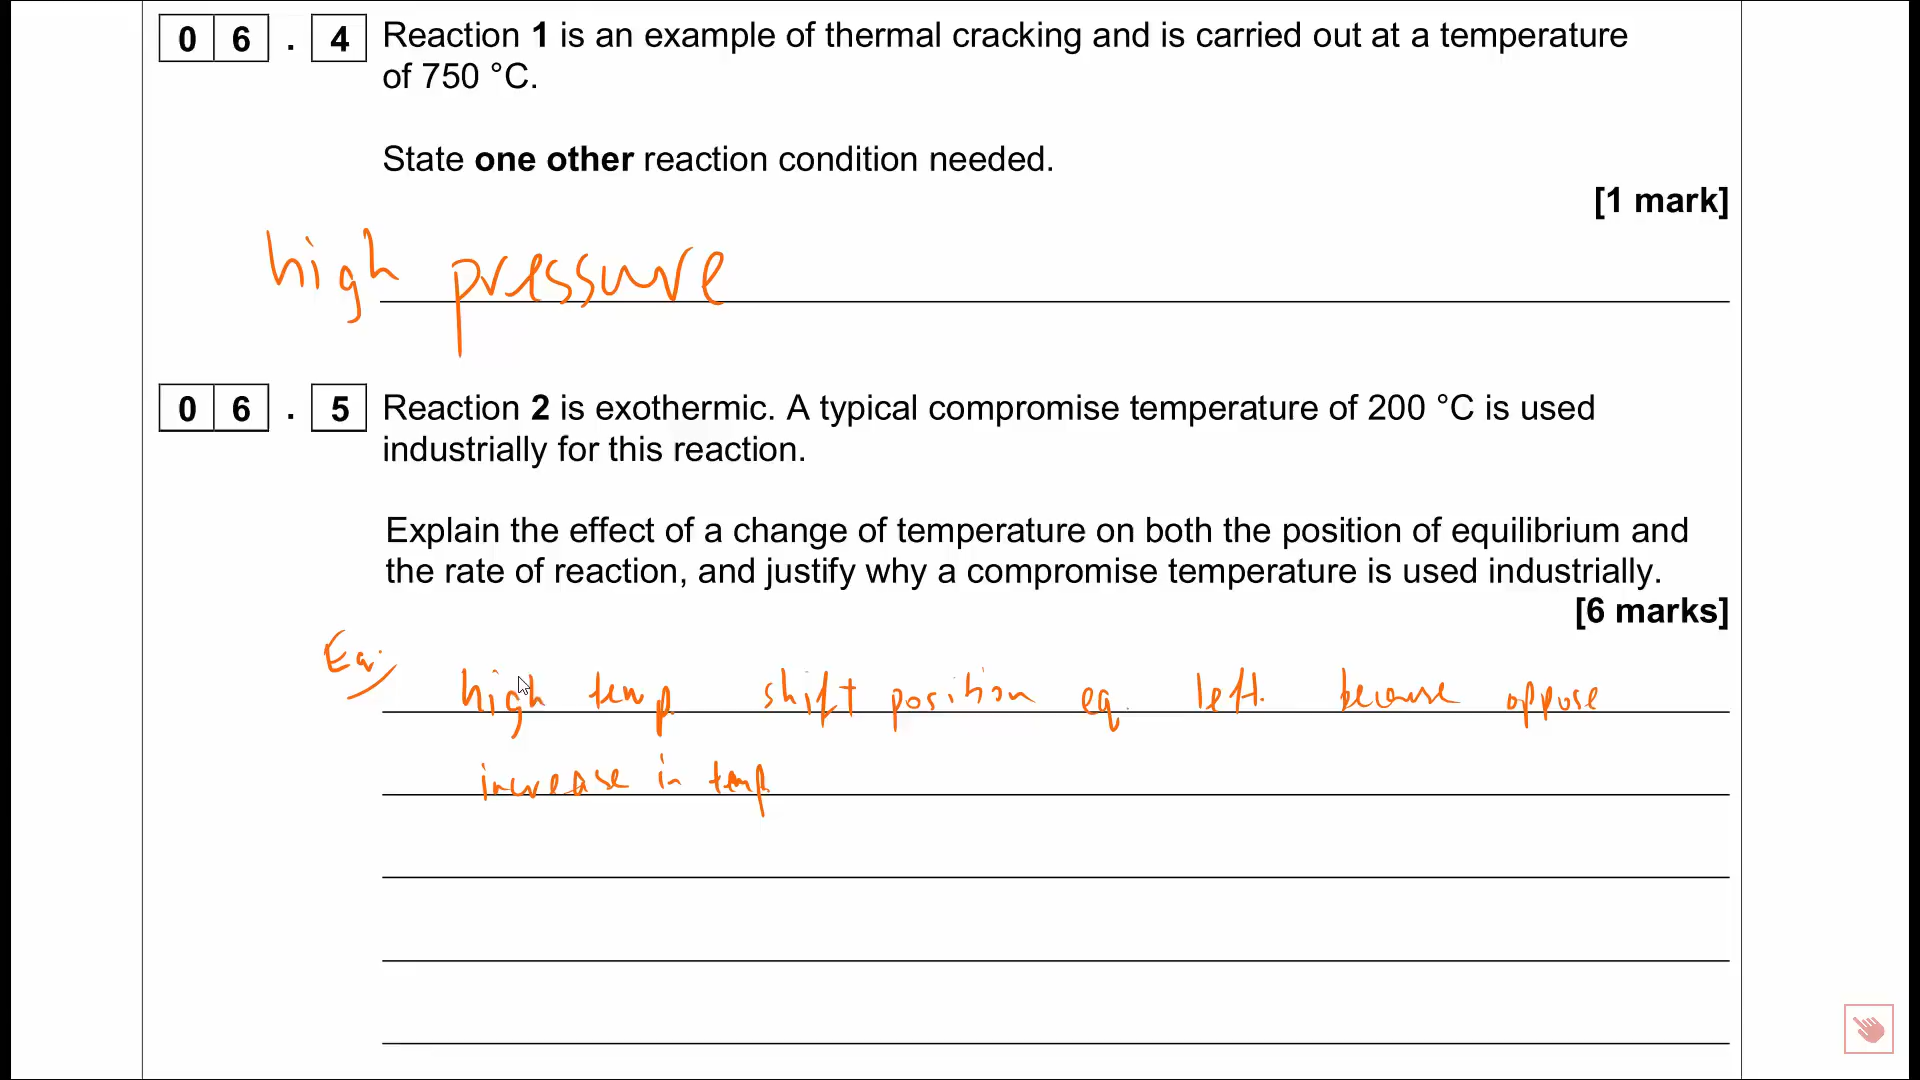 06.4 Reaction 1 is an example of thermal cracking and is carried out at a temperature
of 750 °C.
State one other reaction condition needed.
[1 mark]
high pressure
06.5 Reaction 2 is exothermic. A typical compromise temperature of 200 °C is used
industrially for this reaction.
Explain the effect of a change of temperature on both the position of equilibrium and
the rate of reaction, and justify why a compromise temperature is used industrially.
[6 marks]
Eq.
high temp shift position eq. left. because oppose
increase in temp